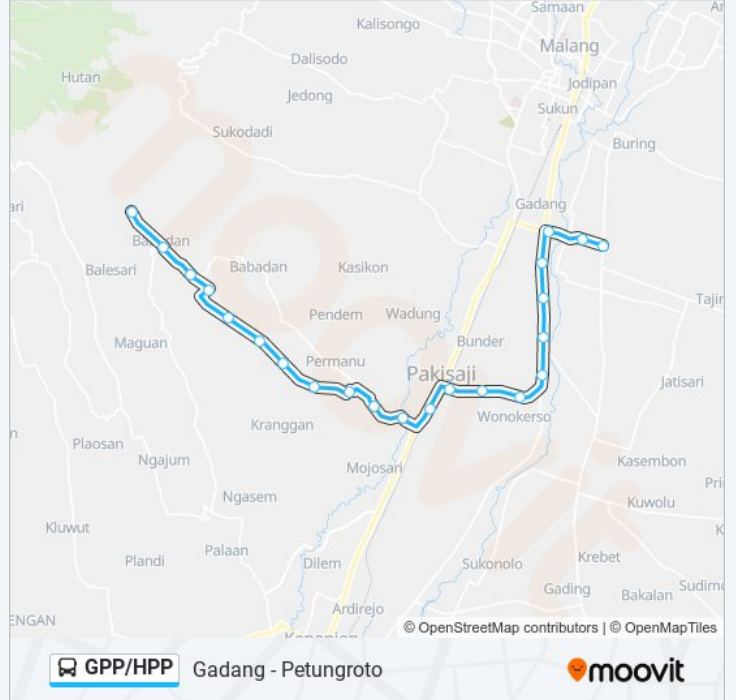 Samaan
Kalisongo
Malang
Dalisodo
Hutan
Jodipan
Jedong
Sukun
Sukodadi
Buring
Gadang
Balesari
Babadan
Kasikon
Pendem
Wadung
Maguan
Bunder
Permanu
Pakisaji
Jatisari
Wonokerso
Kranggan
Plaosan
Ngajum
Mojosari
Kasembon
Ngasem
Kuwolu
Kluwut
Palaan
Plandi
Dilem
Sukonolo
Krebet
Gading
Bakalan
Ardirejo
© OpenStreetMap contributors | © OpenMapTiles
GPP/HPP Gadang - Petungroto
moovit